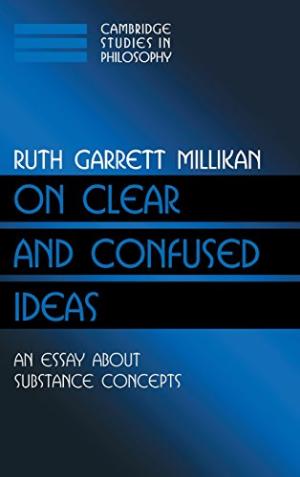 CAMBRIDGE
STUDIES IN
PHILOSOPHY
RUTH GARRETT MILLIKAN
ON CLEAR
AND CONFUSED
IDEAS
AN ESSAY ABOUT
SUBSTANCE CONCEPTS